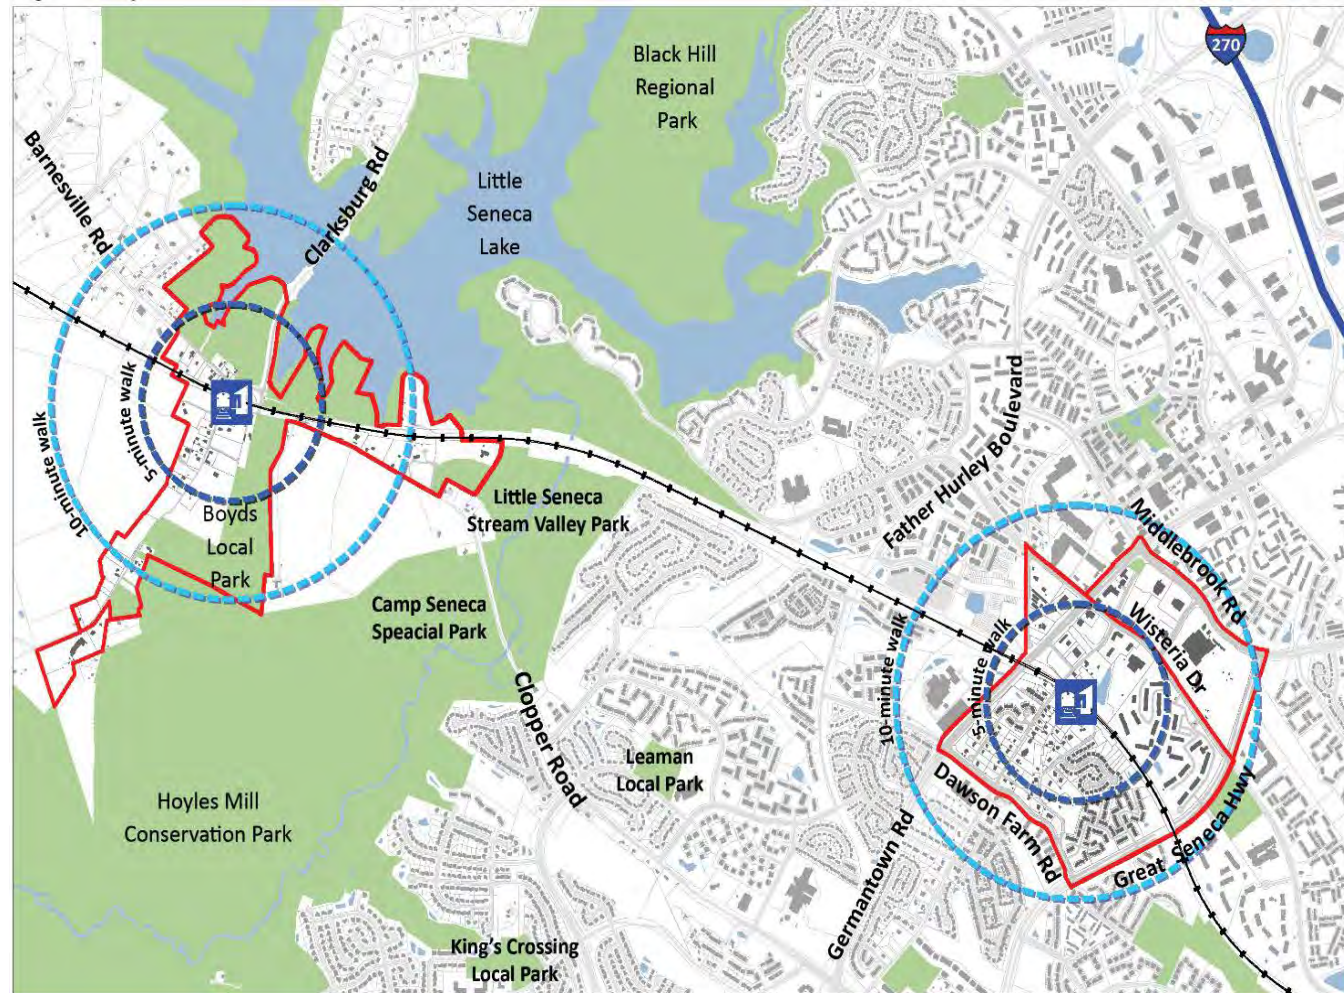 270
Black Hill
Regional
Park
Barnesville Rd
Clarksburg Rd
Little
Seneca
Lake
5-minute walk
10-minute walk
Boyds
Local
Park
Little Seneca
Stream Valley Park
Father Hurley Boulevard
Middlebrook Rd
Wisteria Dr
Camp Seneca
Speacial Park
10-minute walk
5-minute walk
Clopper Road
Leaman
Local Park
Dawson Farm Rd
Great Seneca Hwy
Hoyles Mill
Conservation Park
Germantown Rd
King's Crossing
Local Park